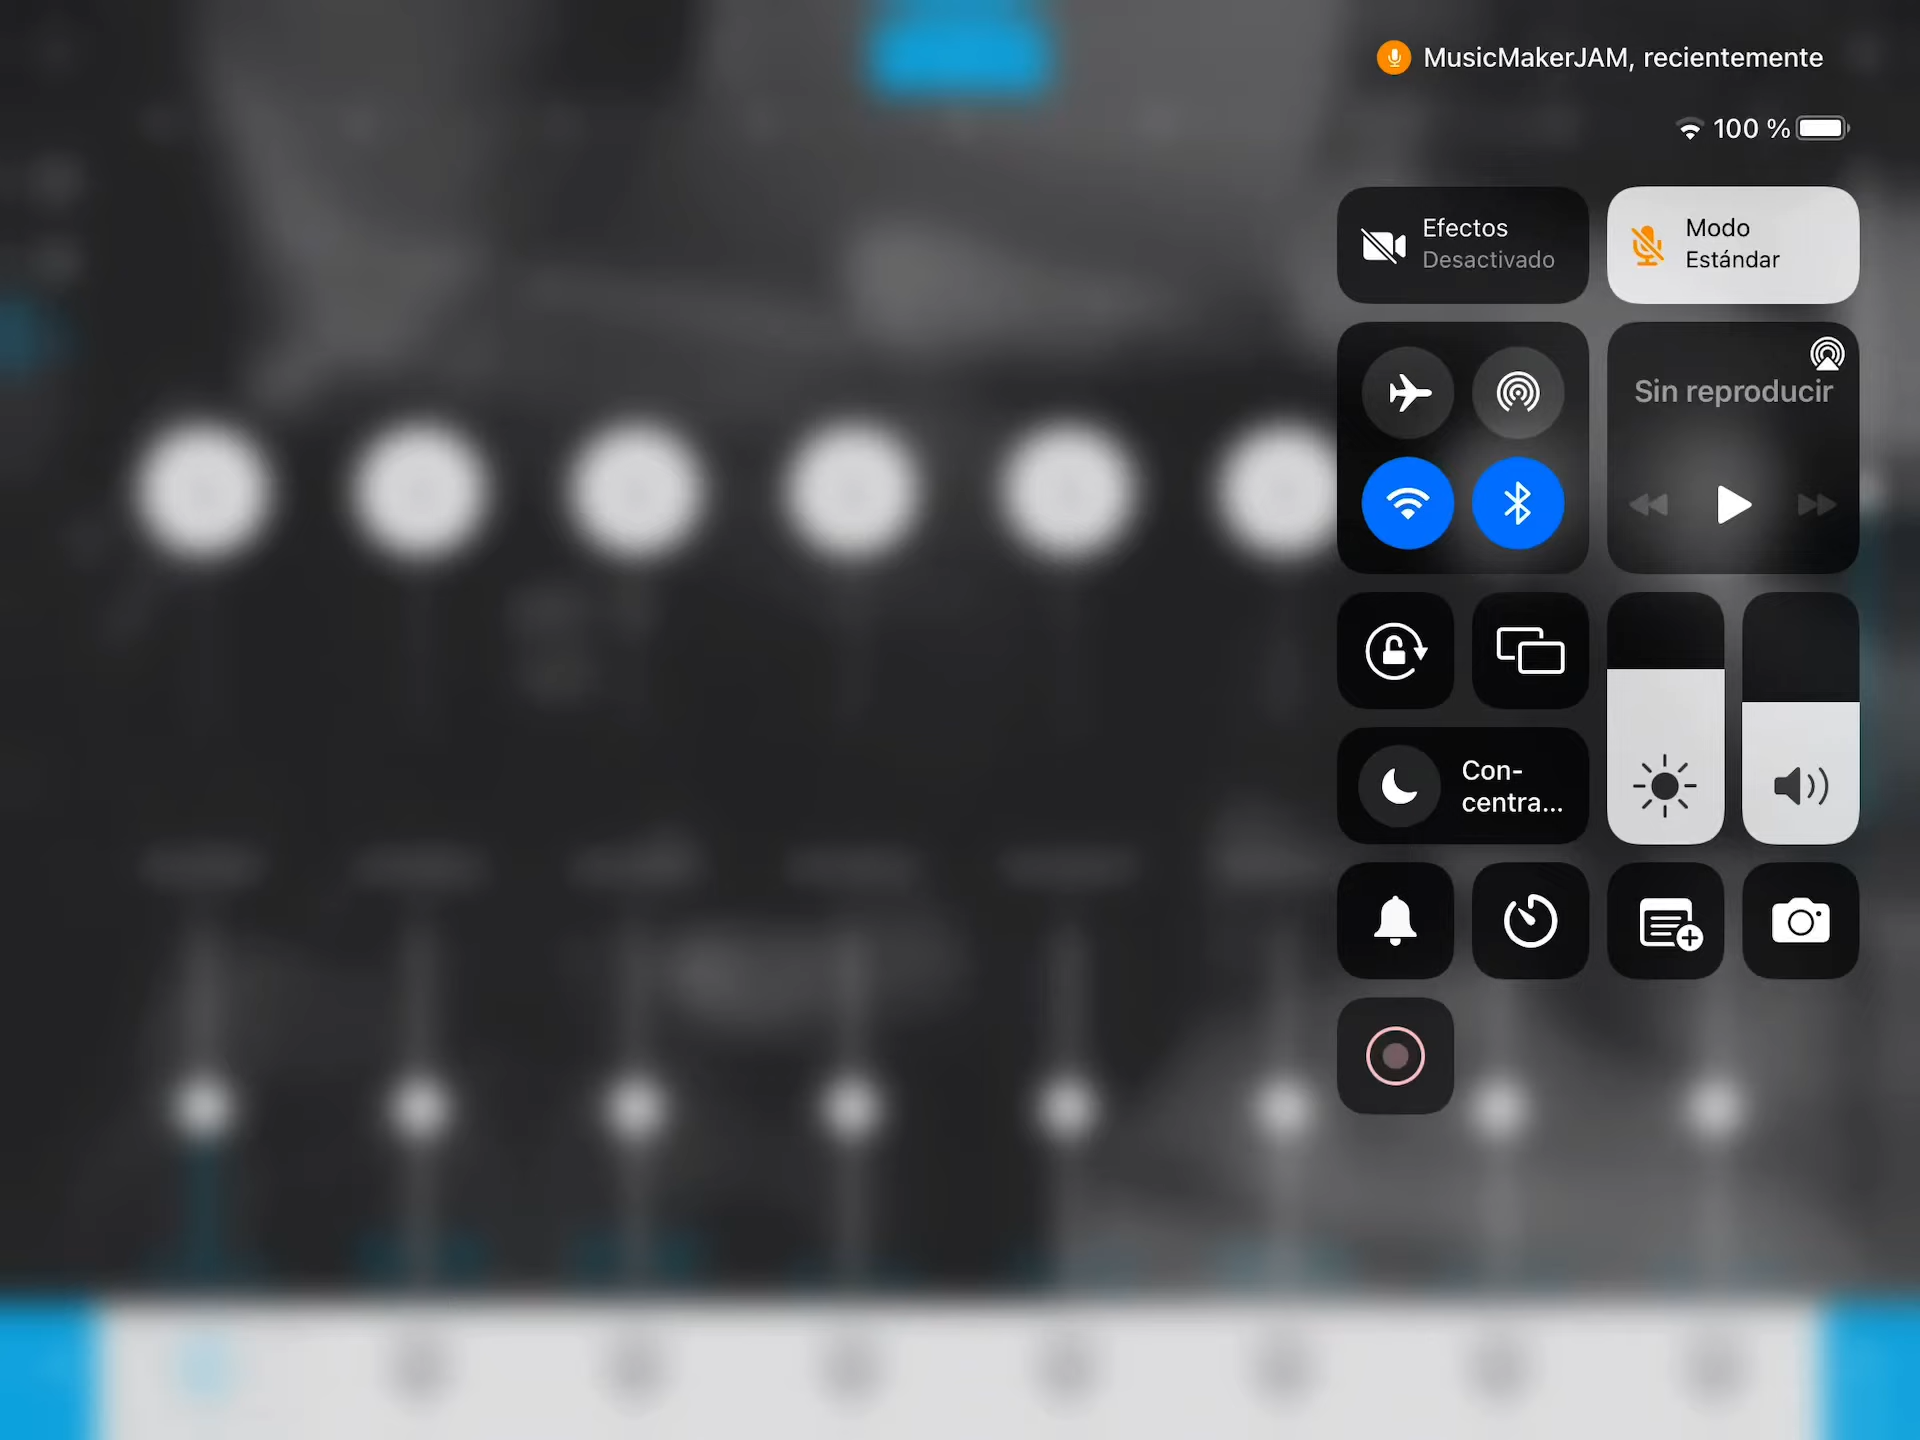 MusicMakerJAM, recientemente
100 %
Efectos
Desactivado
Modo
Estándar
Sin reproducir
Con-
centra...